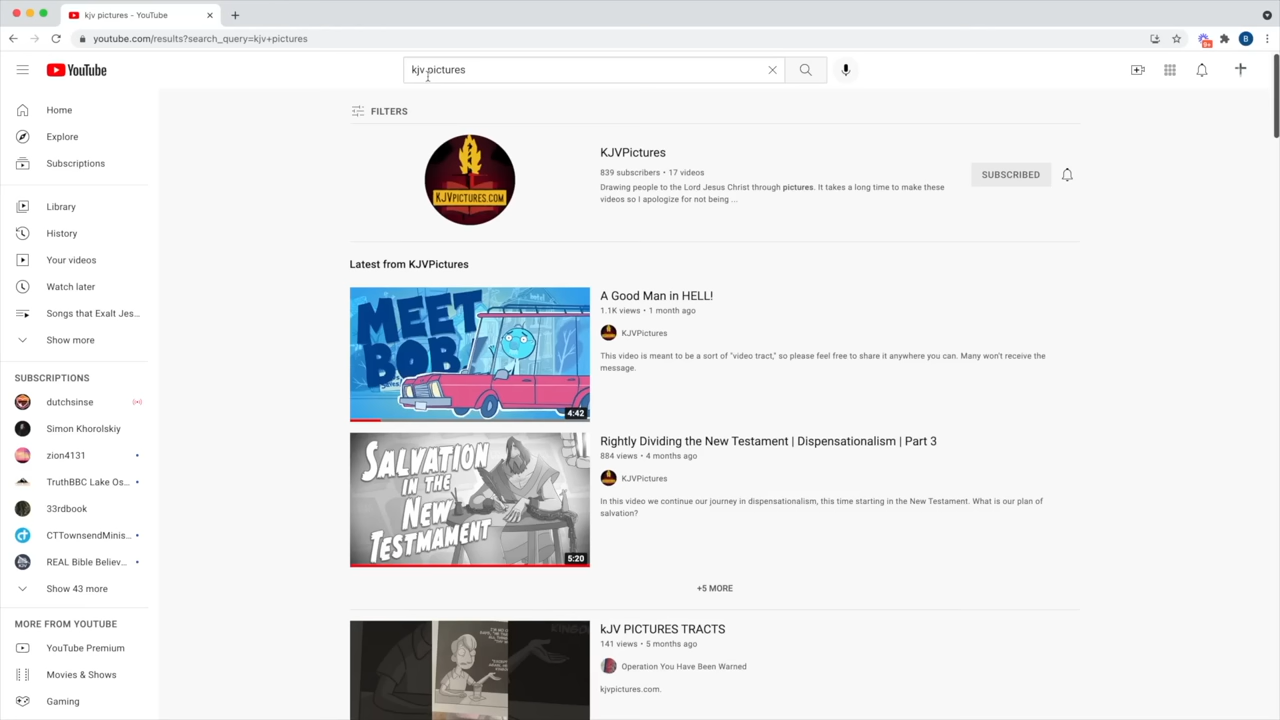 kjv pictures - YouTube
youtube.com/results?search_query=kjv+pictures
9+
B
YouTube
kjv pictures
Home
Explore
Subscriptions
Library
History
Your videos
Watch later
Songs that Exalt Jes...
Show more
SUBSCRIPTIONS
dutchsinse
Simon Khorolskiy
zion4131
TruthBBC Lake Os...
33rdbook
CTTownsendMinis...
REAL Bible Believ...
Show 43 more
MORE FROM YOUTUBE
YouTube Premium
Movies & Shows
Gaming
FILTERS
KJVPICTURES.COM
KJVPictures
839 subscribers • 17 videos
Drawing people to the Lord Jesus Christ through pictures. It takes a long time to make these
videos so I apologize for not being ...
SUBSCRIBED
Latest from KJVPictures
MEET
BOB!
4:42
A Good Man in HELL!
1.1K views • 1 month ago
KJVPictures
This video is meant to be a sort of "video tract," so please feel free to share it anywhere you can. Many won't receive the
message.
SALVATION
IN THE
NEW
TESTMAMENT
5:20
Rightly Dividing the New Testament | Dispensationalism | Part 3
884 views • 4 months ago
KJVPictures
In this video we continue our journey in dispensationalism, this time starting in the New Testament. What is our plan of
salvation?
+5 MORE
kJV PICTURES TRACTS
141 views • 5 months ago
Operation You Have Been Warned
kjvpictures.com.